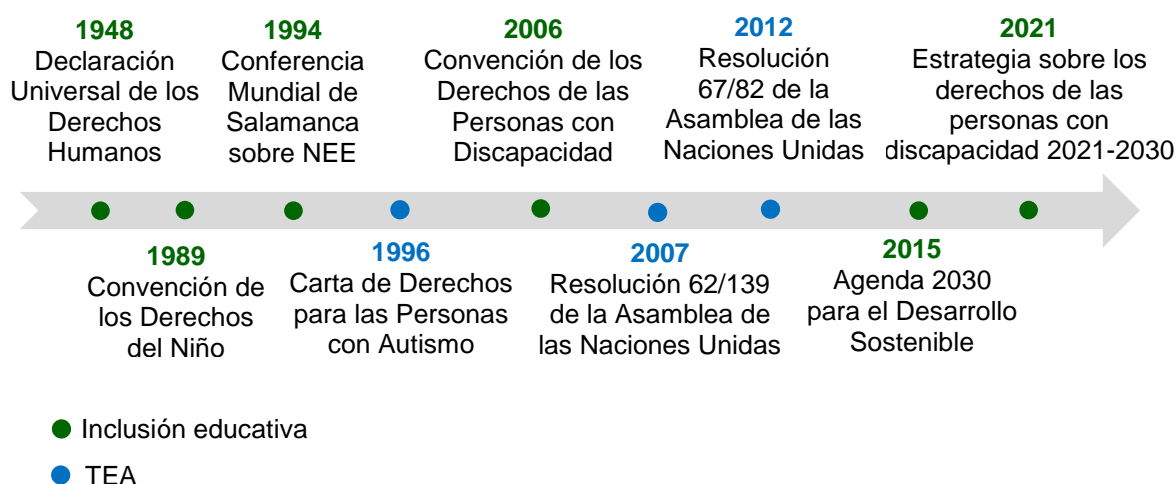 1948
Declaración
Universal de los
Derechos
Humanos
1994
Conferencia
Mundial de
Salamanca
sobre NEE
2006
Convención de los
Derechos de las
Personas con
Discapacidad
2012
Resolución
67/82 de la
Asamblea de las
Naciones Unidas
2021
Estrategia sobre los
derechos de las
personas con
discapacidad 2021-2030
1989
Convención de
los Derechos
del Niño
1996
Carta de Derechos
para las Personas
con Autismo
2007
Resolución 62/139
de la Asamblea de
las Naciones Unidas
2015
Agenda 2030
para el Desarrollo
Sostenible
Inclusión educativa
TEA